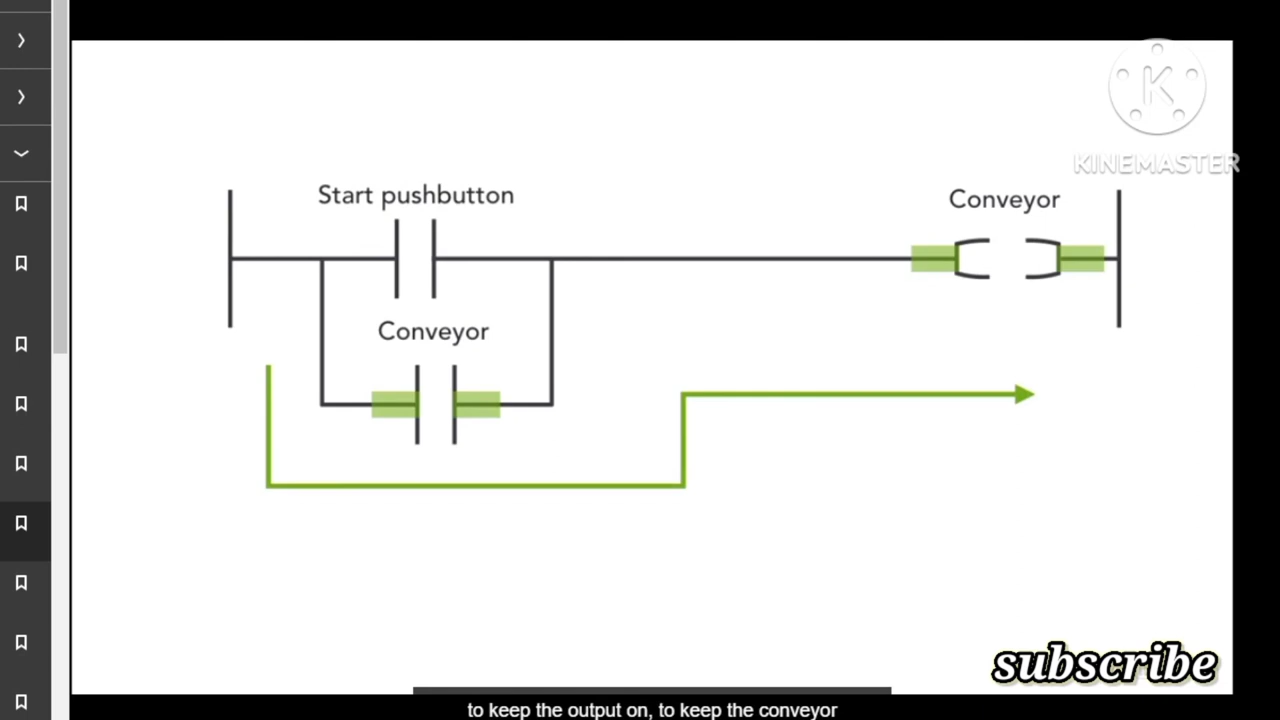 KINEMASTER
Start pushbutton
Conveyor
Conveyor
subscribe
to keep the output on, to keep the conveyor